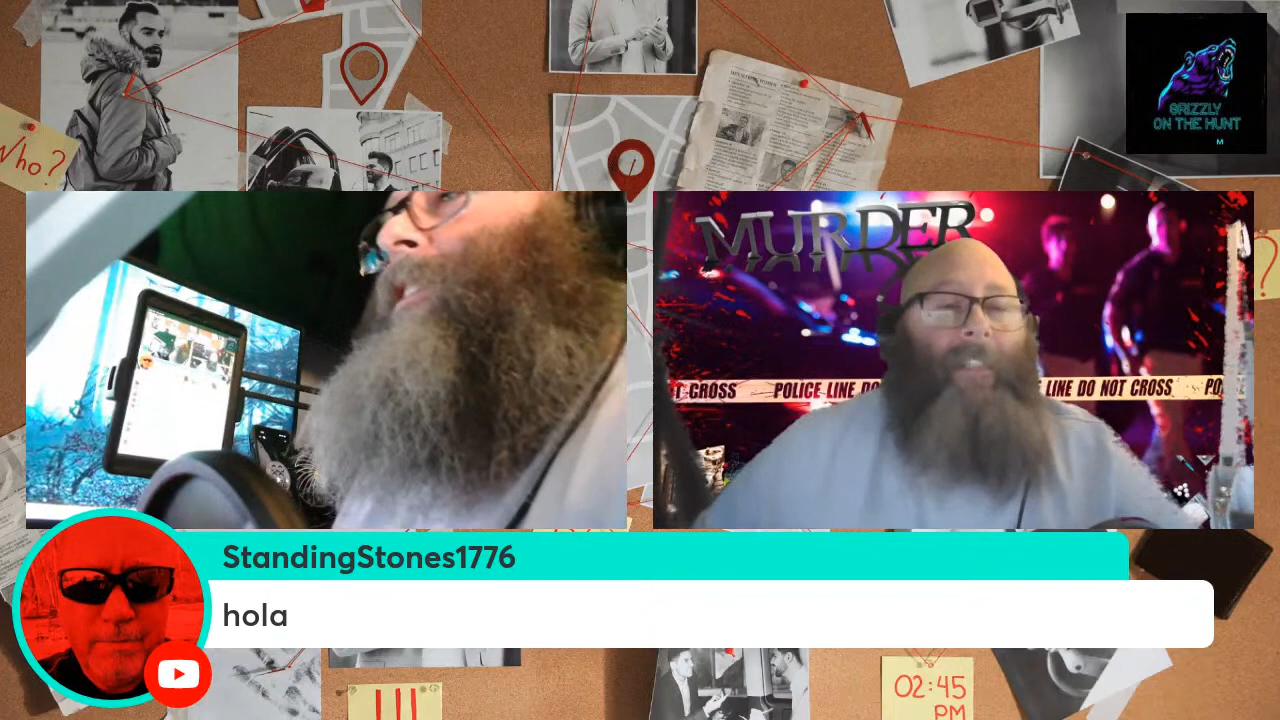 GRIZZLY
ON THE HUNT
Who?
?
MURDER
T CROSS POLICE LINE DO
LINE DO NOT CROSS PO
StandingStones1776
hola
02:45
PM